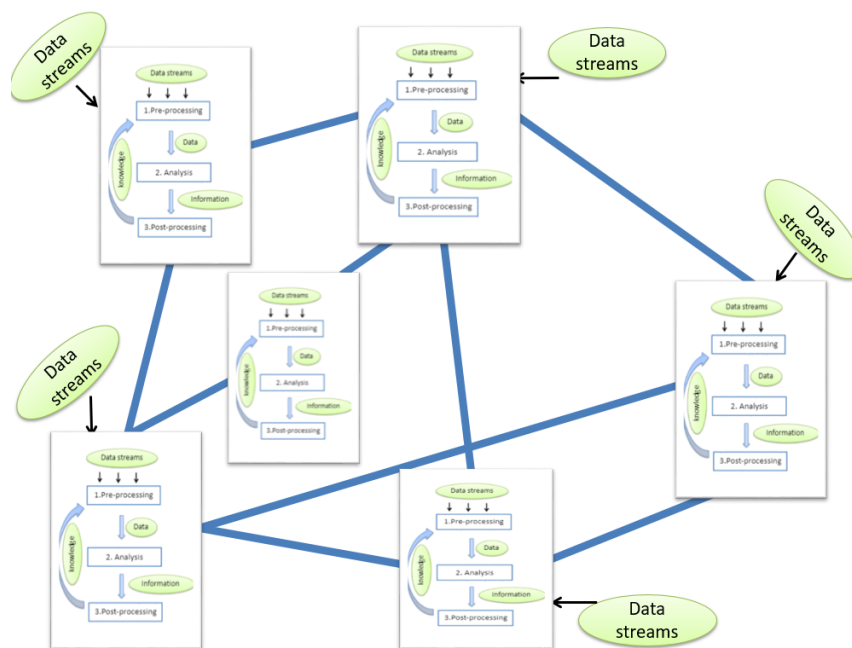 Data
streams
Data streams
1.Pre-processing
Data
knowledge
2. Analysis
Information
3.Post-processing
Data
streams
Data streams
1.Pre-processing
Data
knowledge
2. Analysis
Information
3.Post-processing
Data
streams
Data streams
1.Pre-processing
Data
knowledge
2. Analysis
Information
3.Post-processing
Data streams
1.Pre-processing
Data
knowledge
2. Analysis
Information
3.Post-processing
Data
streams
Data streams
1.Pre-processing
Data
knowledge
2. Analysis
Information
3.Post-processing
Data streams
1.Pre-processing
Data
knowledge
2. Analysis
Information
3.Post-processing
Data
streams